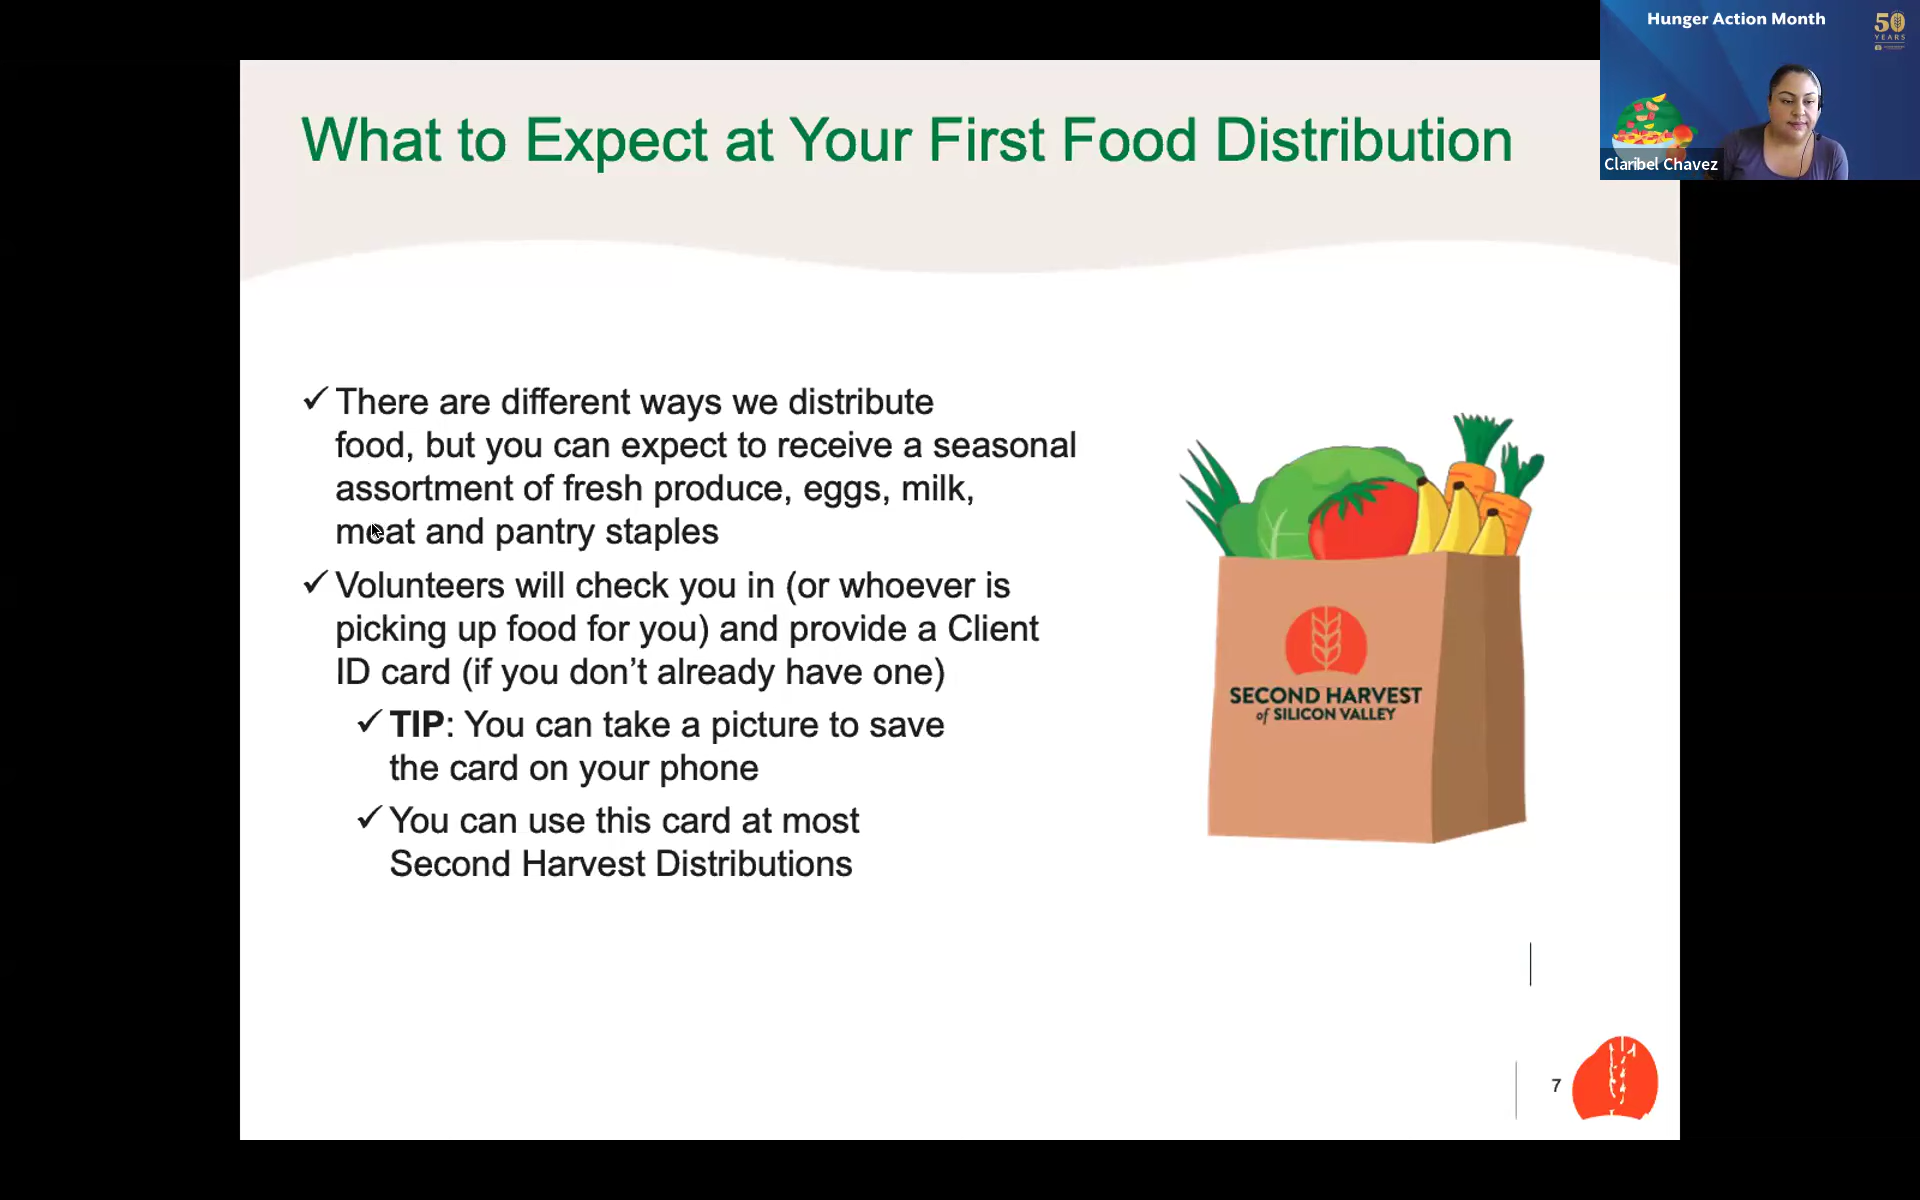 Hunger Action Month
50
YEARS
Claribel Chavez
What to Expect at Your First Food Distribution
✓ There are different ways we distribute
food, but you can expect to receive a seasonal
assortment of fresh produce, eggs, milk,
meat and pantry staples
✓ Volunteers will check you in (or whoever is
picking up food for you) and provide a Client
ID card (if you don’t already have one)
✓ TIP: You can take a picture to save
the card on your phone
✓ You can use this card at most
Second Harvest Distributions
SECOND HARVEST
of SILICON VALLEY
7